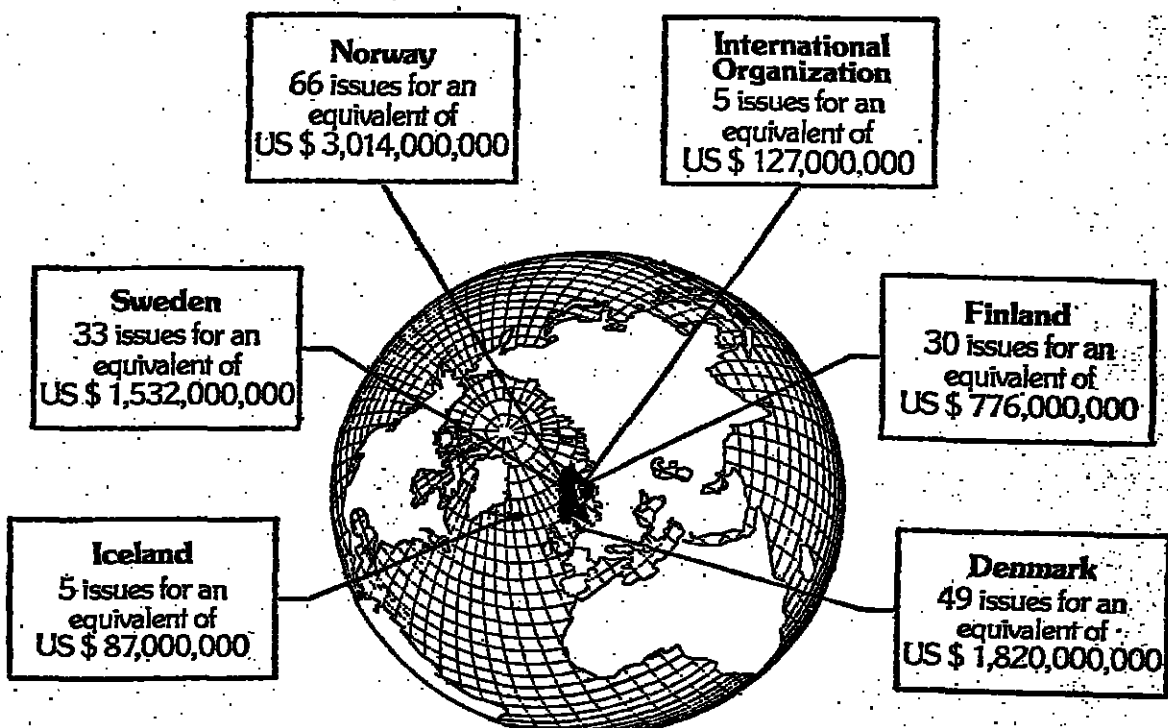 Norway
66 issues for an
equivalent of
US $ 3,014,000,000
International
Organization
5 issues for an
equivalent of
US $ 127,000,000
Sweden
33 issues for an
equivalent of
US $ 1,532,000,000
Finland
30 issues for an
equivalent of
US $ 776,000,000
Iceland
5 issues for an
equivalent of
US $ 87,000,000
Denmark
49 issues for an
equivalent of
US $ 1,820,000,000